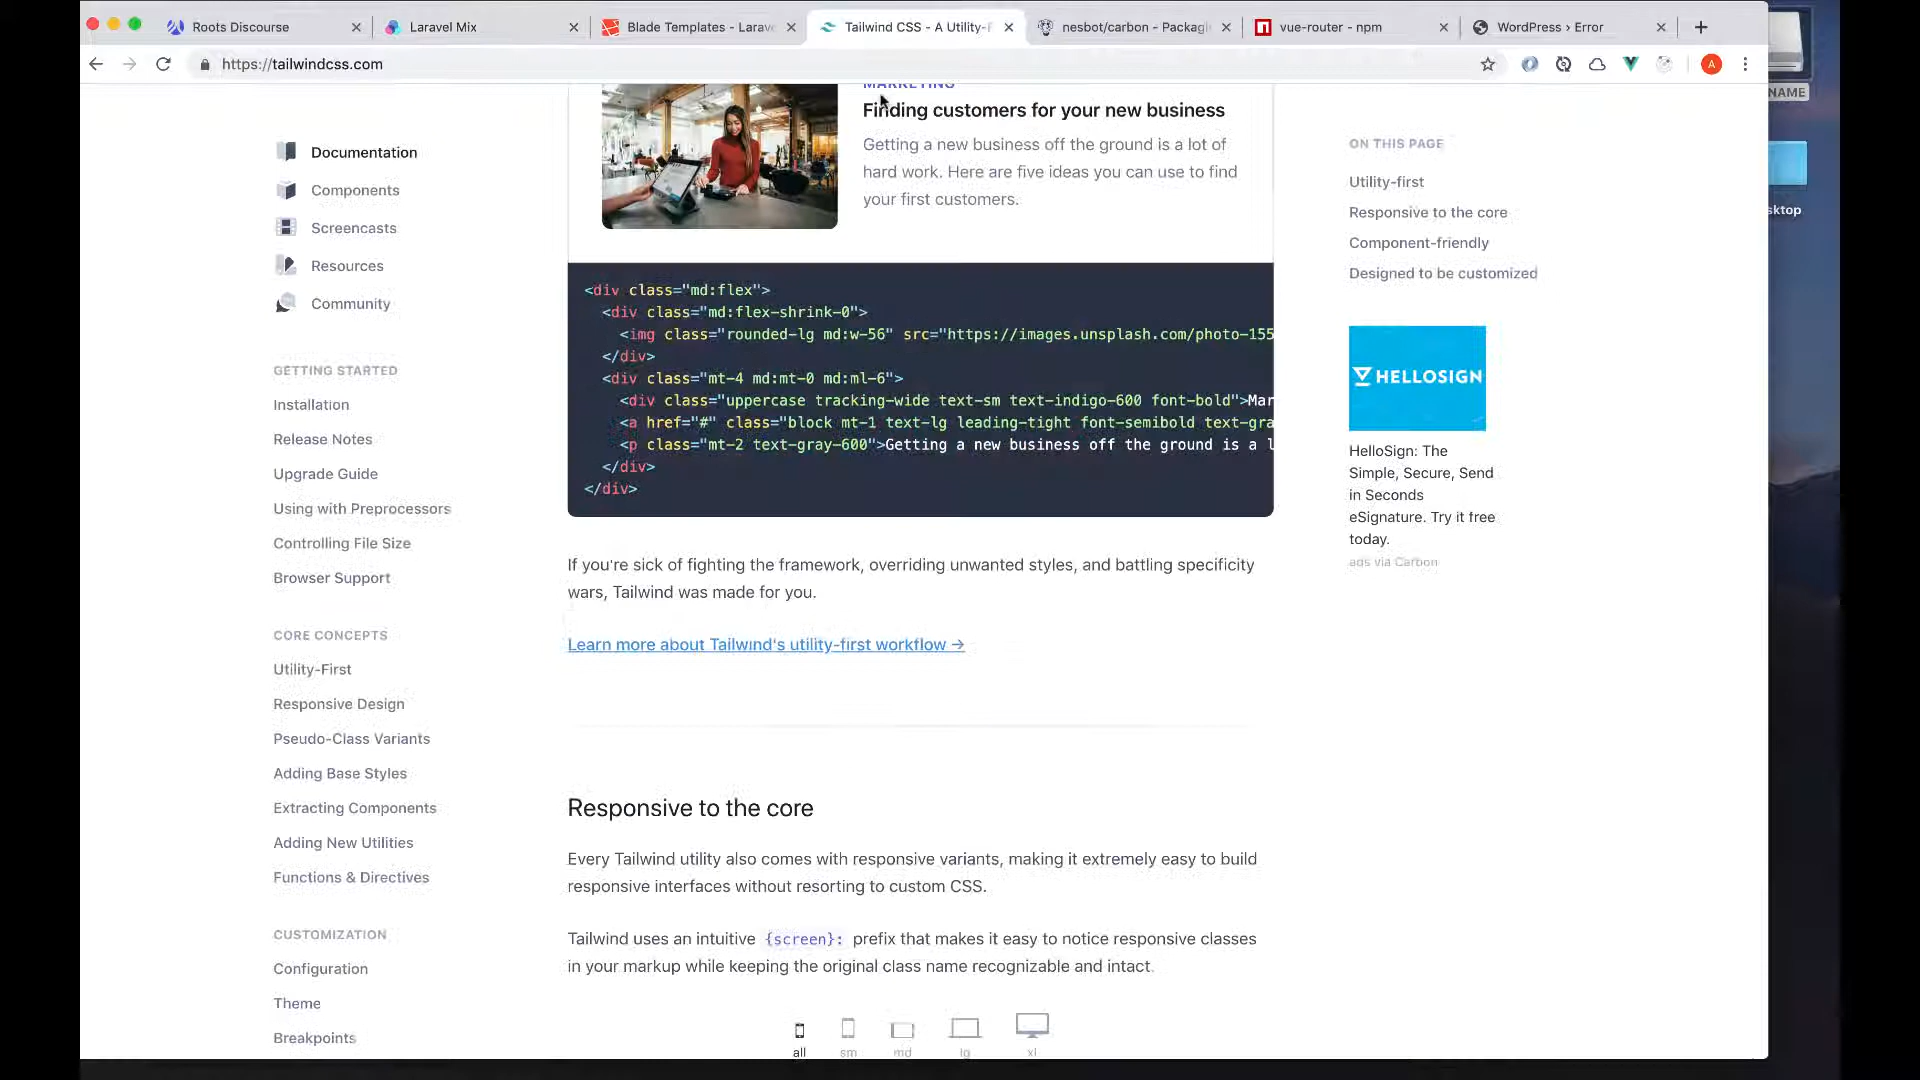 Roots Discourse
Laravel Mix
Blade Templates - Larave
Tailwind CSS - A Utility-F
nesbot/carbon - Packagi
vue-router - npm
WordPress › Error
https://tailwindcss.com
A
NAME
sktop
Documentation
Components
Screencasts
Resources
Community
GETTING STARTED
Installation
Release Notes
Upgrade Guide
Using with Preprocessors
Controlling File Size
Browser Support
CORE CONCEPTS
Utility-First
Responsive Design
Pseudo-Class Variants
Adding Base Styles
Extracting Components
Adding New Utilities
Functions & Directives
CUSTOMIZATION
Configuration
Theme
Breakpoints
MARKETING
Finding customers for your new business
Getting a new business off the ground is a lot of
hard work. Here are five ideas you can use to find
your first customers.
<div class="md:flex">
<div class="md:flex-shrink-0">
<img class="rounded-lg md:w-56" src="https://images.unsplash.com/photo-155
</div>
<div class="mt-4 md:mt-0 md:ml-6">
<div class="uppercase tracking-wide text-sm text-indigo-600 font-bold">Mar
<a href="#" class="block mt-1 text-lg leading-tight font-semibold text-gra
<p class="mt-2 text-gray-600">Getting a new business off the ground is a l
</div>
</div>
If you're sick of fighting the framework, overriding unwanted styles, and battling specificity
wars, Tailwind was made for you.
Learn more about Tailwind's utility-first workflow →
Responsive to the core
Every Tailwind utility also comes with responsive variants, making it extremely easy to build
responsive interfaces without resorting to custom CSS.
Tailwind uses an intuitive {screen}: prefix that makes it easy to notice responsive classes
in your markup while keeping the original class name recognizable and intact.
all sm md lg xl
ON THIS PAGE
Utility-first
Responsive to the core
Component-friendly
Designed to be customized
HELLOSIGN
HelloSign: The
Simple, Secure, Send
in Seconds
eSignature. Try it free
today.
ads via Carbon